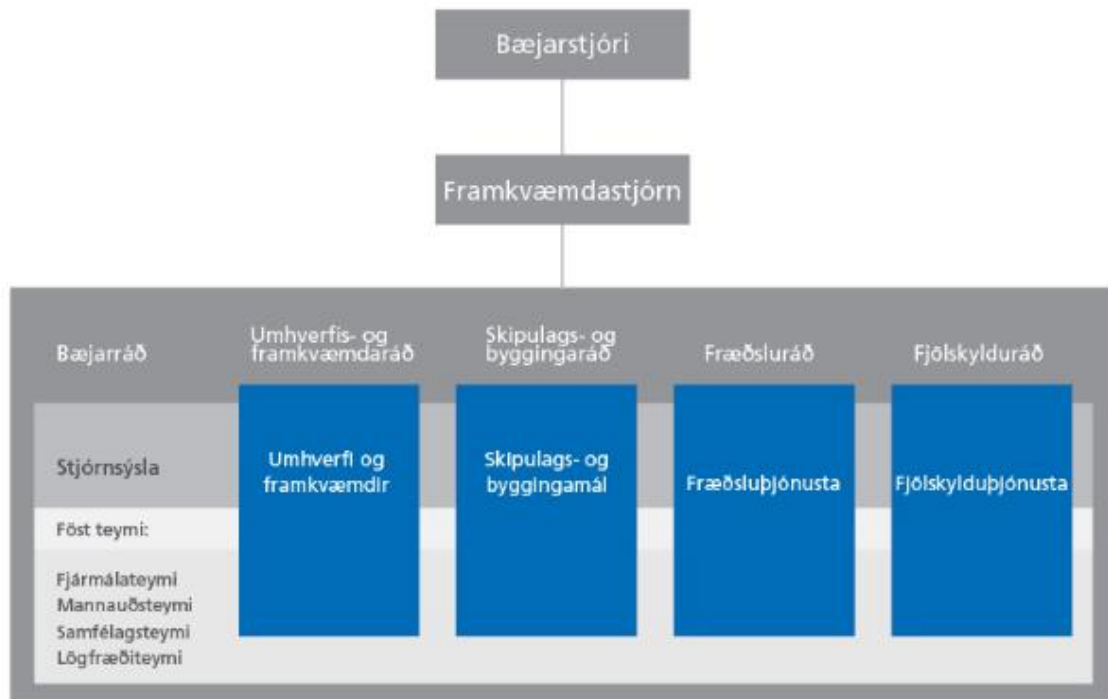 Bæjarstjóri
Framkvæmdastjórn
Bæjarráð
Umhverfis- og
framkvæmdaráð
Skipulags- og
byggingaráð
Fræðsluráð
Fjölskylduráð
Stjórnsýsla
Umhverfi og
framkvæmdir
Skipulags- og
byggingamál
Fræðsluþjónusta
Fjölskylduþjónusta
Föst teymi:
Fjármálateymi
Mannauðsteymi
Samfélagsteymi
Lögfræðiteymi